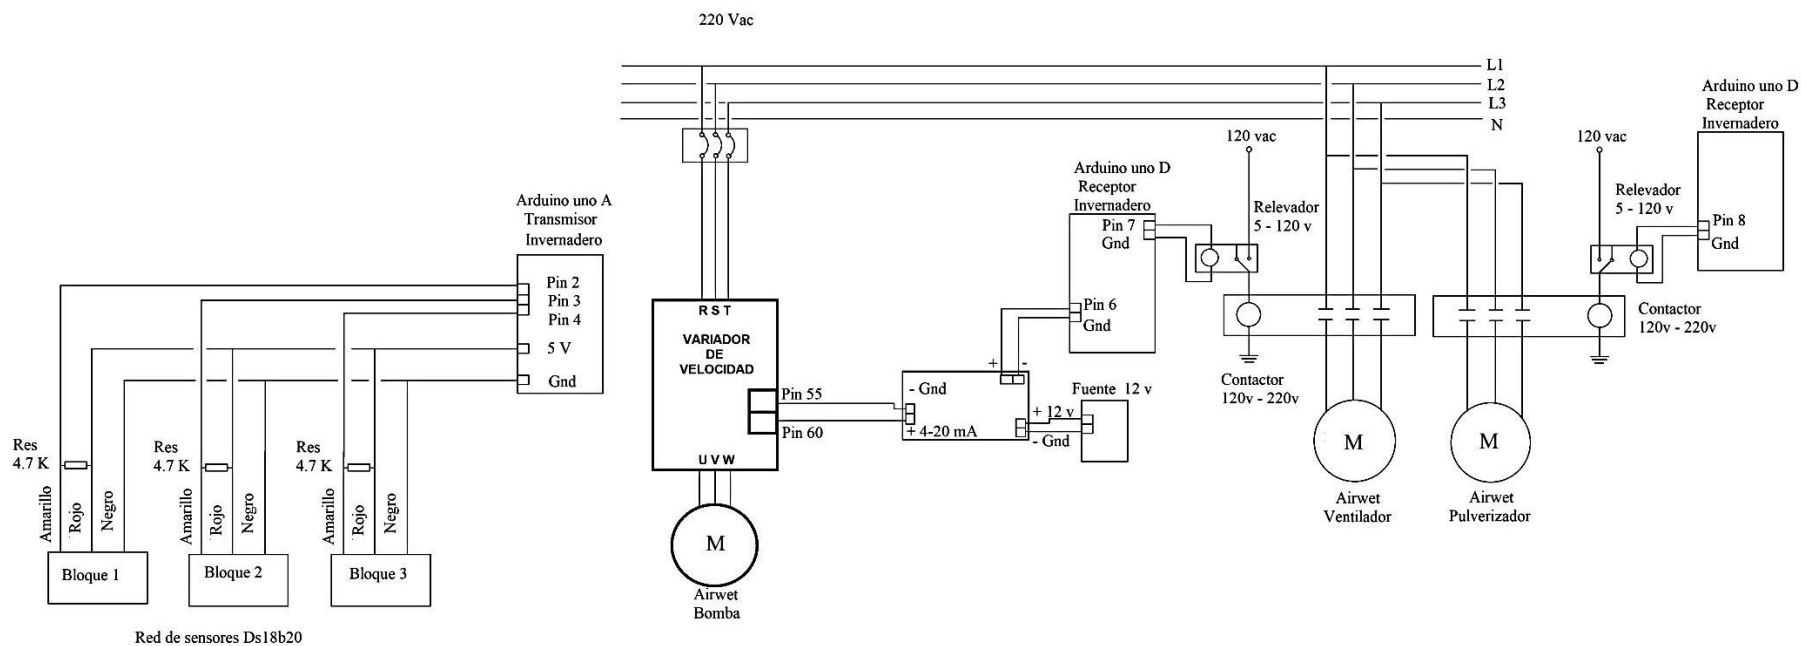 220 Vac
L1
L2
L3
N
Arduino uno A
Transmisor
Invernadero
Pin 2
Pin 3
Pin 4
5 V
Gnd
Res
4.7 K
Res
4.7 K
Res
4.7 K
Amarillo
Rojo
Negro
Amarillo
Rojo
Negro
Amarillo
Rojo
Negro
Bloque 1
Bloque 2
Bloque 3
Red de sensores Ds18b20
R S T
VARIADOR
DE
VELOCIDAD
Pin 55
Pin 60
U V W
M
Airwet
Bomba
- Gnd
+ 4-20 mA
+ -
+ 12 v
- Gnd
Fuente 12 v
Arduino uno D
Receptor
Invernadero
Pin 7
Gnd
Pin 6
Gnd
120 vac
Relevador
5 - 120 v
Contactor
120v - 220v
M
Airwet
Ventilador
M
Airwet
Pulverizador
120 vac
Relevador
5 - 120 v
Arduino uno D
Receptor
Invernadero
Pin 8
Gnd
Contactor
120v - 220v